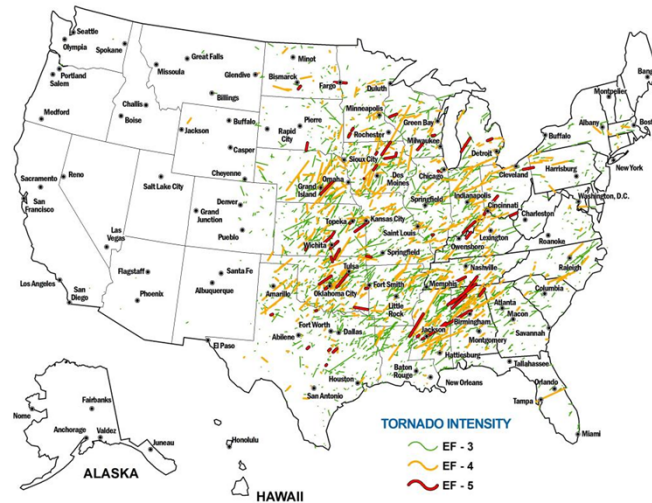 Seattle
Olympia
Spokane
Portland
Salem
Medford
Great Falls
Missoula
Glendive
Billings
Challis
Boise
Jackson
Buffalo
Casper
Cheyenne
Minot
Bismarck
Fargo
Duluth
Minneapolis
Pierre
Rapid
City
Rochester
Green Bay
Milwaukee
Sioux City
Detroit
Buffalo
Albany
Montpelier
Bang
Bost
New York
Harrisburg
Cleveland
Chicago
Des
Moines
Omaha
Grand
Island
Sacramento
San
Francisco
Reno
Salt Lake City
Grand
Junction
Denver
Pueblo
Las
Vegas
Los Angeles
San
Diego
Flagstaff
Phoenix
Santa Fe
Albuquerque
El Paso
Topeka
Kansas City
Wichita
Springfield
Indianapolis
Cincinnati
Washington, D.C.
Charleston
Roanoke
Lexington
Owensboro
Saint Louis
Springfield
Tulsa
Oklahoma City
Amarillo
Fort Smith
Little
Rock
Memphis
Nashville
Raleigh
Columbia
Atlanta
Macon
Savannah
Birmingham
Montgomery
Jackson
Hattiesburg
Tallahassee
Abilene
Fort Worth
Dallas
Houston
San Antonio
Baton
Rouge
New Orleans
Orlando
Tampa
Miami
Nome
Fairbanks
Anchorage
Valdez
Juneau
ALASKA
Honolulu
HAWAII
TORNADO INTENSITY
EF - 3
EF - 4
EF - 5